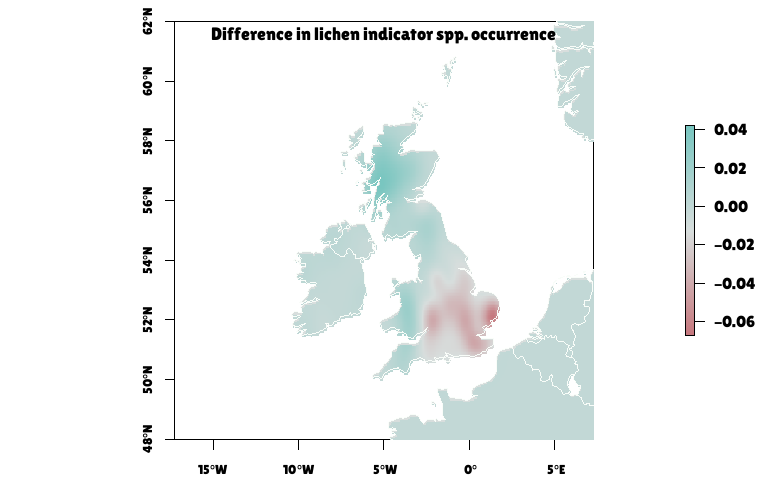 Difference in lichen indicator spp. occurrence
62°N
60°N
58°N
56°N
54°N
52°N
50°N
48°N
15°W
10°W
5°W
0°
5°E
0.04
0.02
0.00
−0.02
−0.04
−0.06